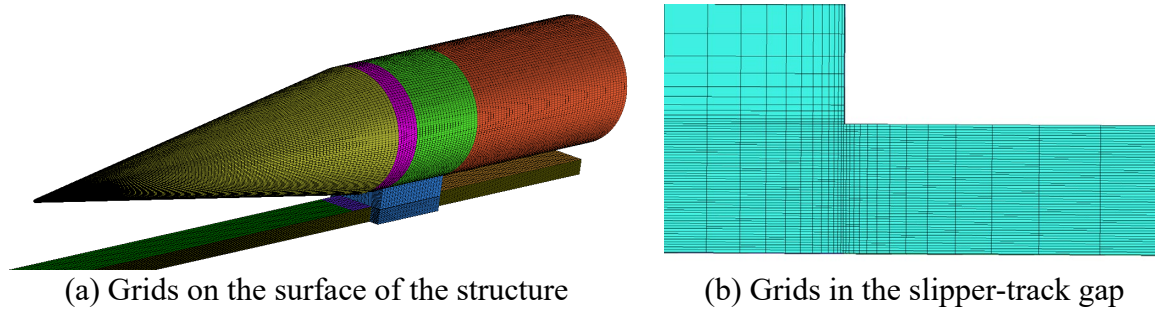 (a) Grids on the surface of the structure
(b) Grids in the slipper-track gap